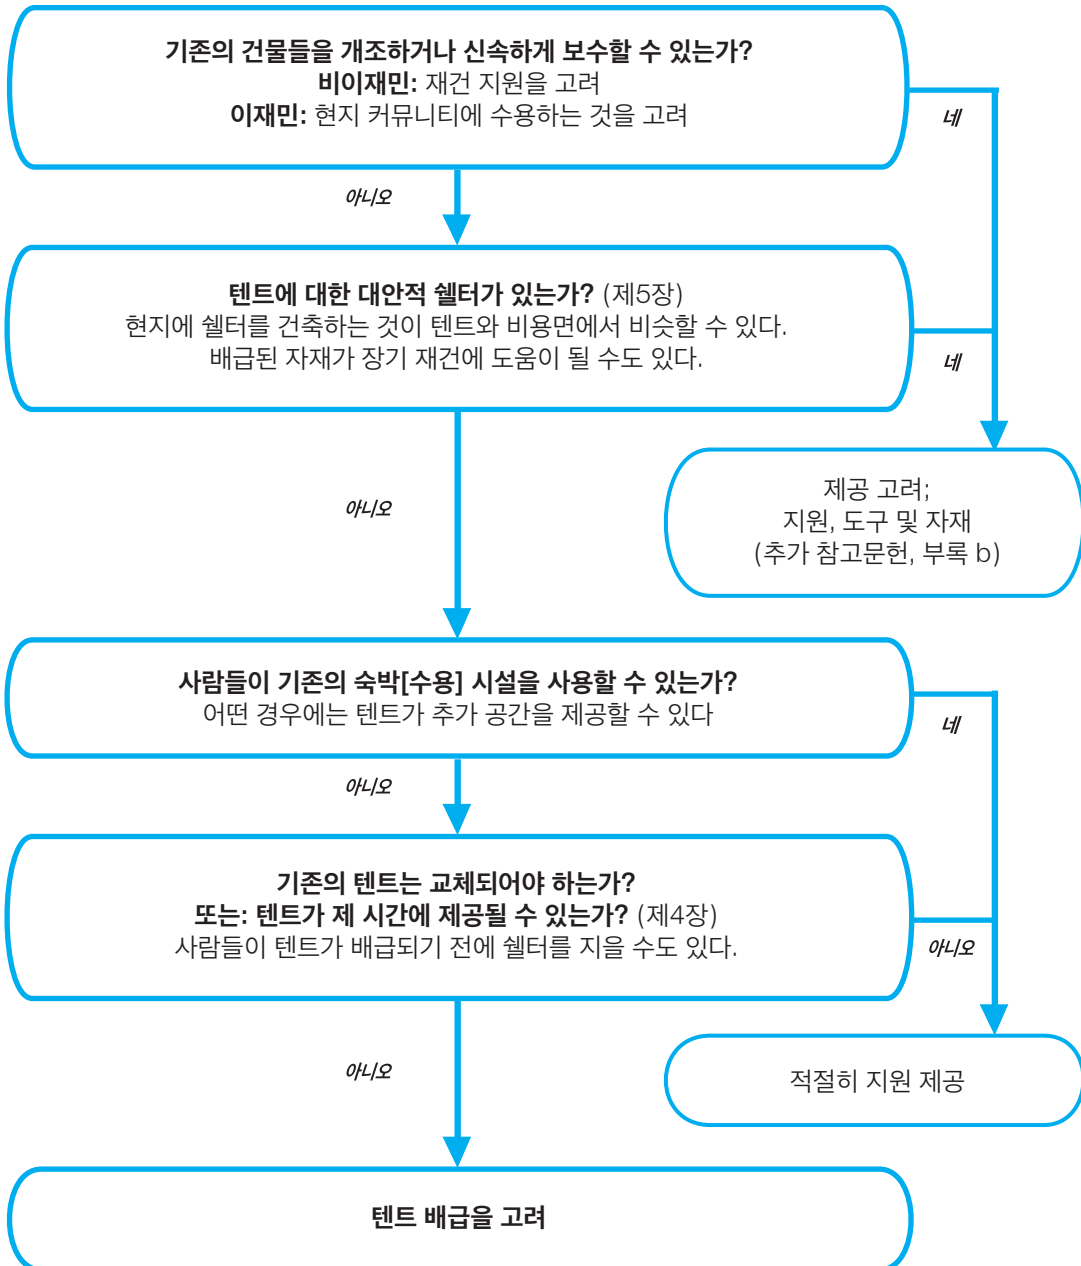 기존의 건물들을 개조하거나 신속하게 보수할 수 있는가?
비이재민: 재건 지원을 고려
이재민: 현지 커뮤니티에 수용하는 것을 고려
네
아니오
텐트에 대한 대안적 쉘터가 있는가? (제5장)
현지에 쉘터를 건축하는 것이 텐트와 비용면에서 비슷할 수 있다.
배급된 자재가 장기 재건에 도움이 될 수도 있다.
네
아니오
제공 고려;
지원, 도구 및 자재
(추가 참고문헌, 부록 b)
사람들이 기존의 숙박[수용] 시설을 사용할 수 있는가?
어떤 경우에는 텐트가 추가 공간을 제공할 수 있다
네
아니오
기존의 텐트는 교체되어야 하는가?
또는: 텐트가 제 시간에 제공될 수 있는가? (제4장)
사람들이 텐트가 배급되기 전에 쉘터를 지을 수도 있다.
아니오
아니오
적절히 지원 제공
텐트 배급을 고려